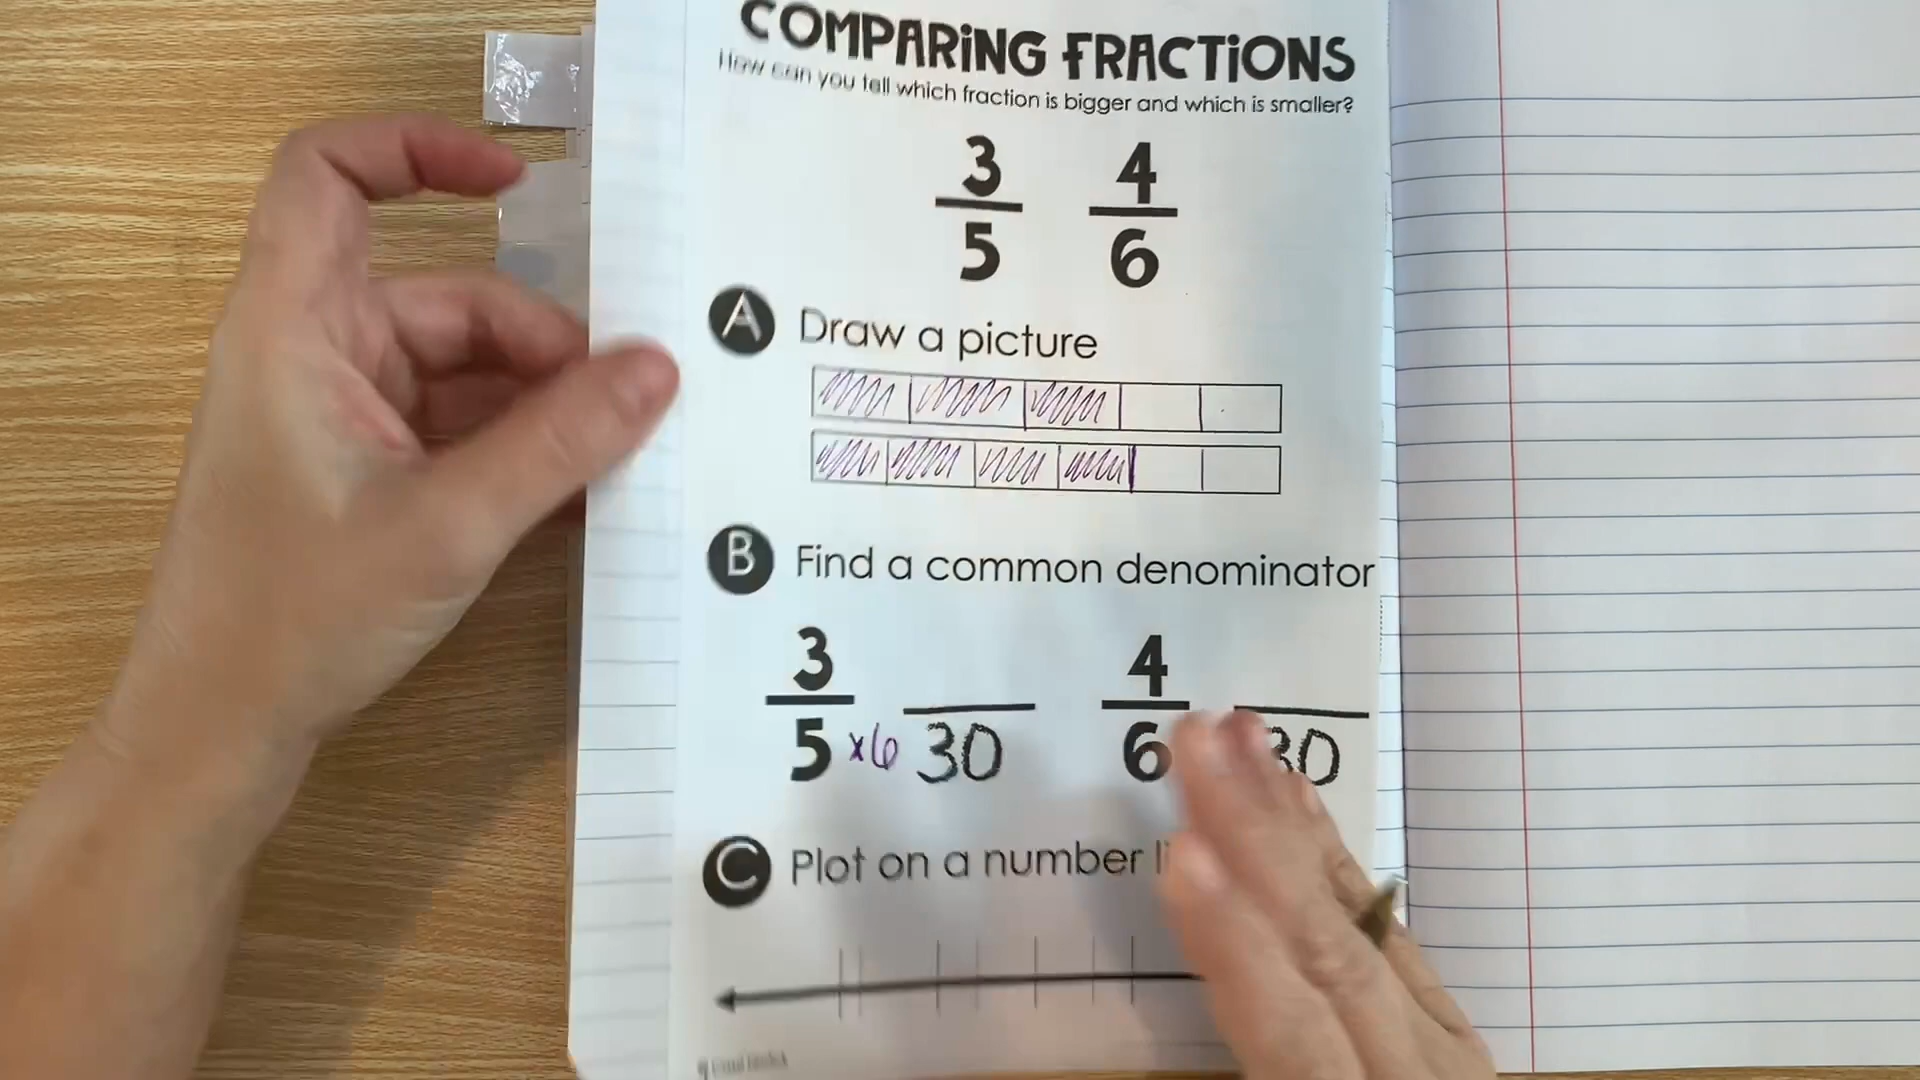 COMPARING FRACTIONS
How can you tell which fraction is bigger and which is smaller?
3 4
5 6
A Draw a picture
B Find a common denominator
3 4
5 x6 30 6 30
C Plot on a number